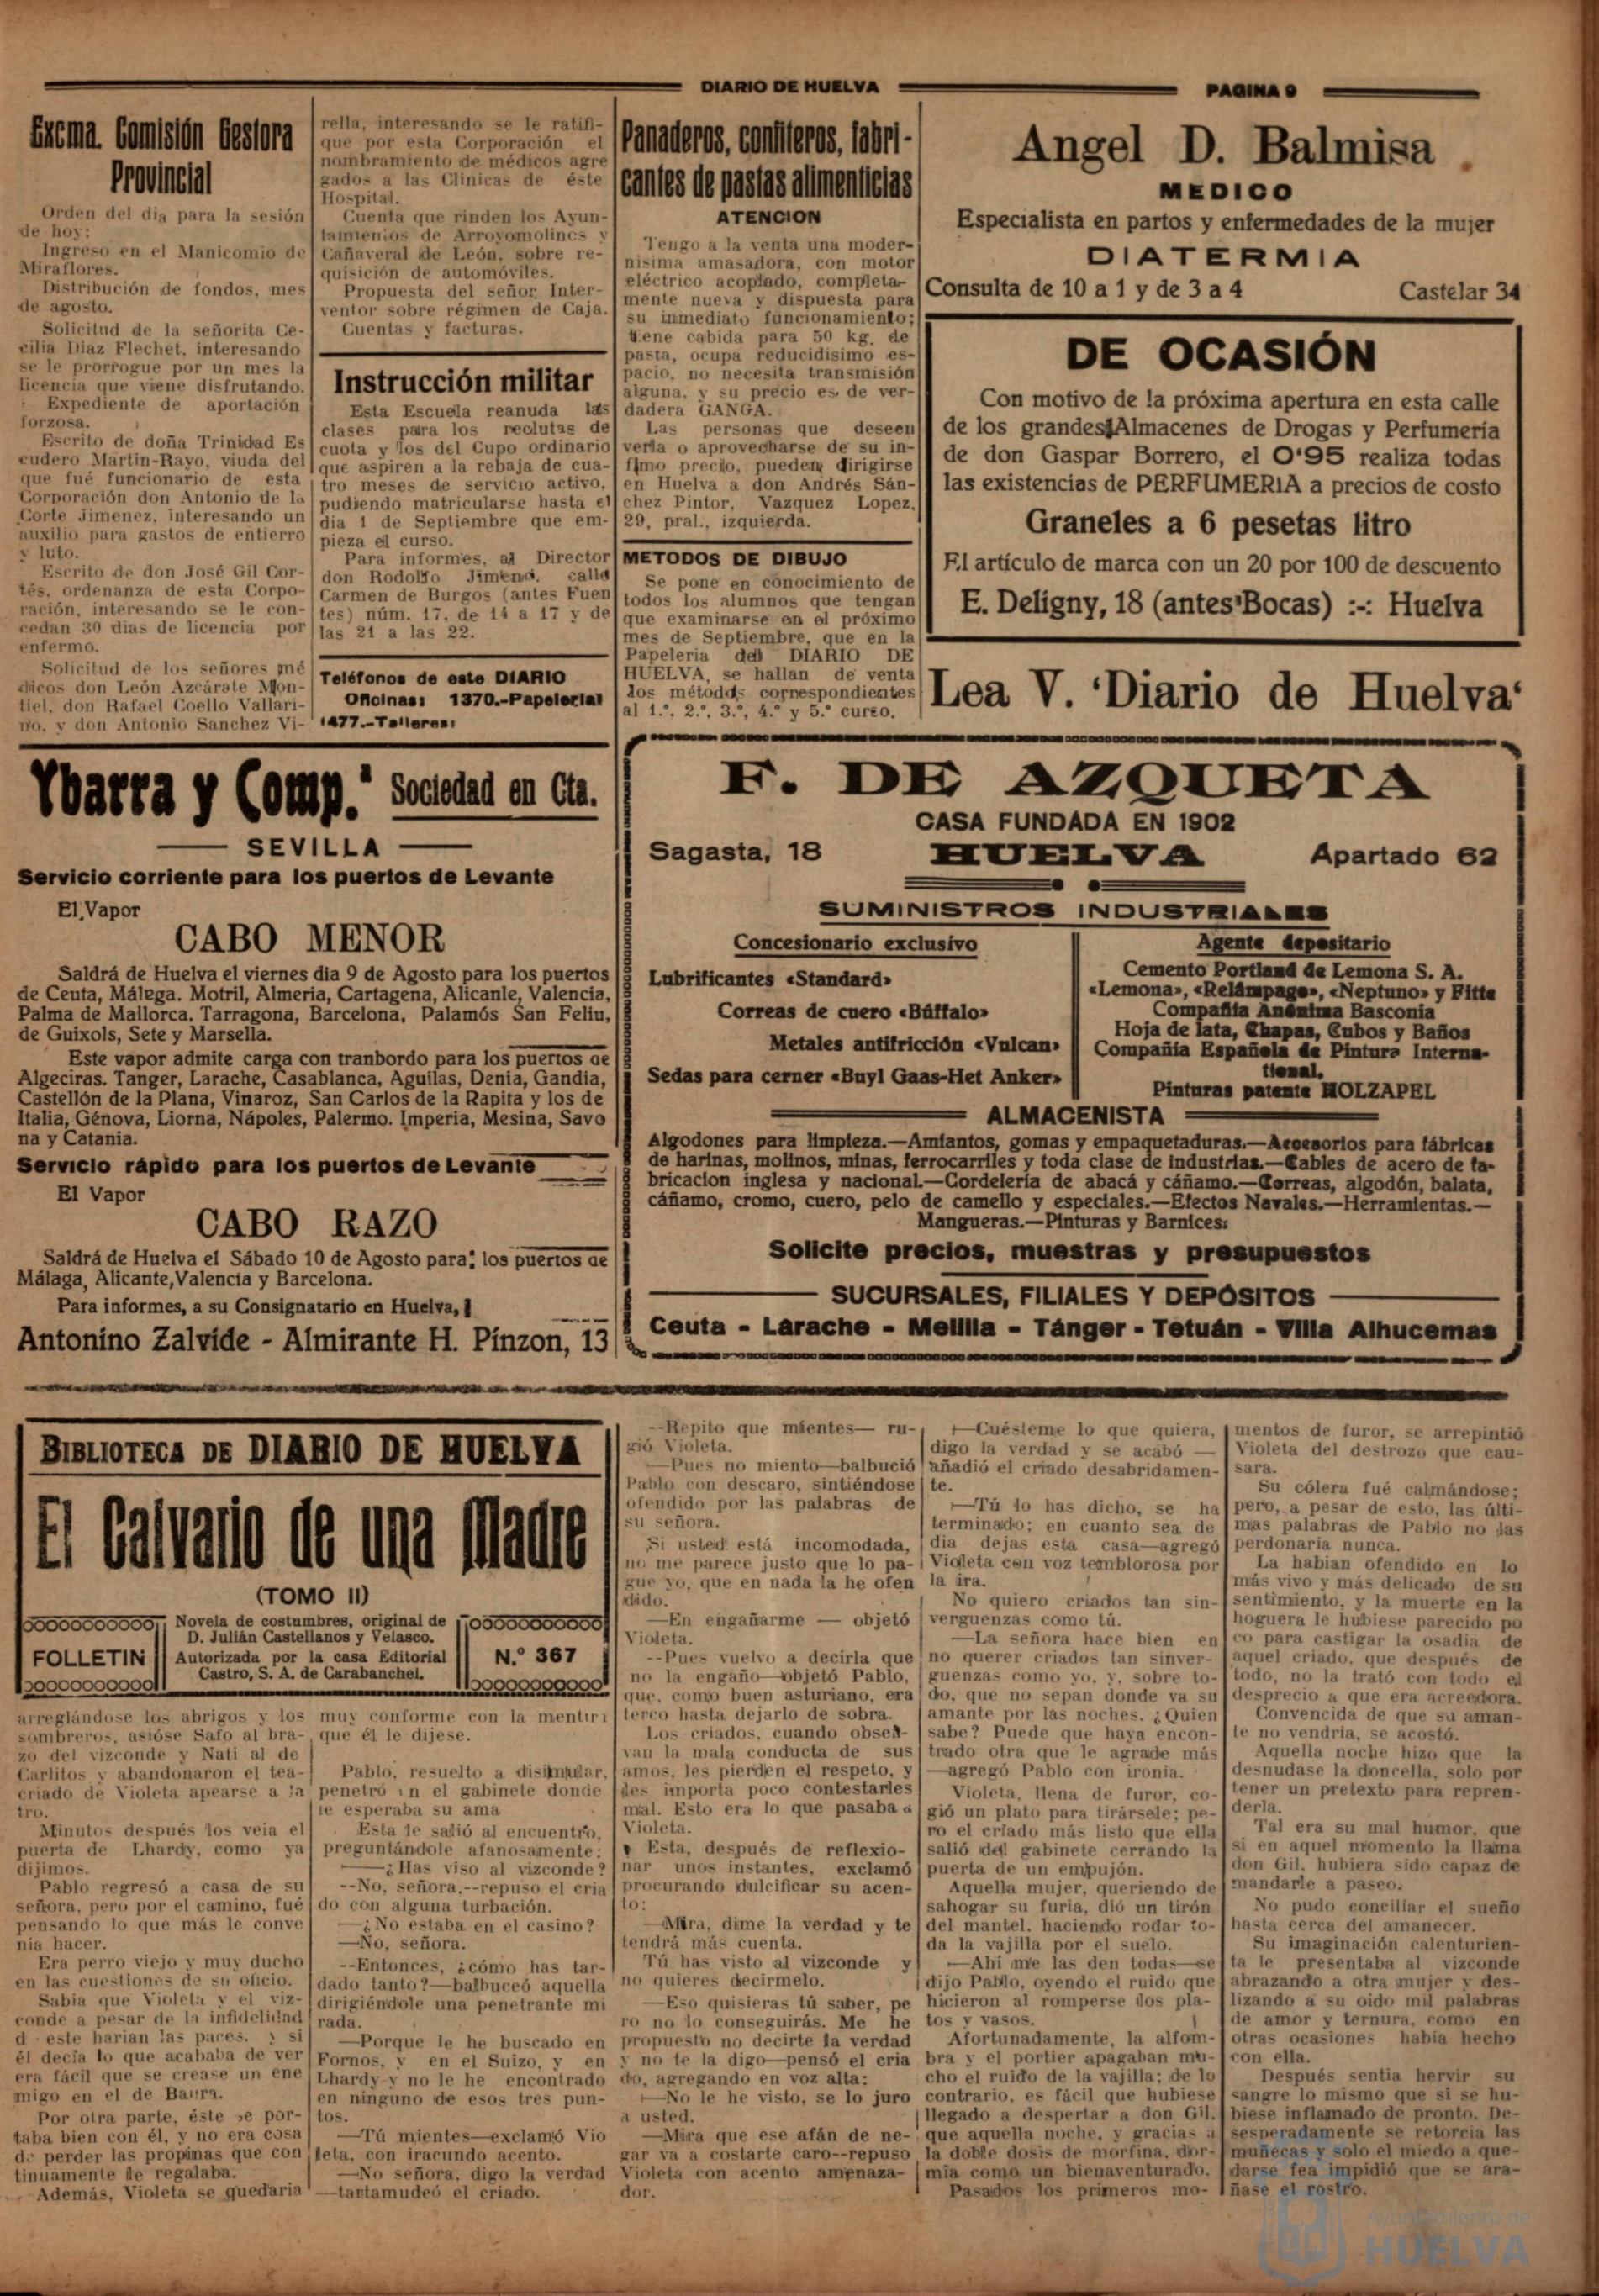 DIARIO DE HUELVA
PAGINA 9
Excma. Comisión Gestora
Provincial
Orden del dia para la sesión
de hoy:
Ingreso en el Manicomio de
Miraflores.
Distribución de fondos, mes
de agosto.
Solicitud de la señorita Ce-
cilia Diaz Flechet, interesando
se le prorrogue por un mes la
licencia que viene disfrutando.
Expediente de aportación
forzosa.
Escrito de doña Trinidad Es
cudero Martin-Rayo, viuda del
que fué funcionario de esta
Corporación don Antonio de la
Corte Jimenez, interesando un
auxilio para gastos de entierro
y luto.
Escrito de don José Gil Cor-
tés, ordenanza de esta Corpo-
ración, interesando se le con-
cedan 30 dias de licencia por
enfermo.
Solicitud de los señores mé
dicos don León Azcárate Mon-
tiel, don Rafael Coello Vallari-
no, y don Antonio Sanchez Vi-
rella, interesando se le ratifi-
que por esta Corporación el
nombramiento de médicos agre
gados a las Clinicas de éste
Hospital.
Cuenta que rinden los Ayun-
tamientos de Arroyomolinos y
Cañaveral de León, sobre re-
quisición de automóviles.
Propuesta del señor Inter-
ventor sobre régimen de Caja.
Cuentas y facturas.
Instrucción militar
Esta Escuela reanuda las
clases para los reclutas de
cuota y los del Cupo ordinario
que aspiren a la rebaja de cua-
tro meses de servicio activo,
pudiendo matricularse hasta el
dia 1 de Septiembre que em-
pieza el curso.
Para informes, al Director
don Rodolfo Jimeno, calle
Carmen de Burgos (antes Fuen
tes) núm. 17, de 14 a 17 y de
las 21 a las 22.
Teléfonos de este DIARIO
Oficinas: 1370.-Papeleria:
1477.-Talleres:
Panaderos, confiteros, fabri-
cantes de pastas alimenticias
ATENCION
Tengo a la venta una moder-
nisima amasadora, con motor
eléctrico acoplado, completa-
mente nueva y dispuesta para
su inmediato funcionamiento;
tiene cabida para 50 kg. de
pasta, ocupa reducidisimo es-
pacio, no necesita transmisión
alguna, y su precio es de ver-
dadera GANGA.
Las personas que deseen
verla o aprovecharse de su in-
fimo precio, pueden dirigirse
en Huelva a don Andrés Sán-
chez Pintor, Vazquez Lopez,
29, pral., izquierda.
METODOS DE DIBUJO
Se pone en conocimiento de
todos los alumnos que tengan
que examinarse en el próximo
mes de Septiembre, que en la
Papeleria del DIARIO DE
HUELVA, se hallan de venta
los métodos correspondientes
al 1.º, 2.º, 3.º, 4.º y 5.º curso.
Angel D. Balmisa
MEDICO
Especialista en partos y enfermedades de la mujer
DIATERMIA
Consulta de 10 a 1 y de 3 a 4 Castelar 34
DE OCASIÓN
Con motivo de la próxima apertura en esta calle
de los grandes Almacenes de Drogas y Perfumería
de don Gaspar Borrero, el 0'95 realiza todas
las existencias de PERFUMERIA a precios de costo
Graneles a 6 pesetas litro
El artículo de marca con un 20 por 100 de descuento
E. Deligny, 18 (antes Bocas) :-: Huelva
Lea V. 'Diario de Huelva'
Ybarra y Comp.ª Sociedad en Cta.
SEVILLA
Servicio corriente para los puertos de Levante
El Vapor
CABO MENOR
Saldrá de Huelva el viernes dia 9 de Agosto para los puertos
de Ceuta, Málega. Motril, Almeria, Cartagena, Alicanle, Valencia,
Palma de Mallorca. Tarragona, Barcelona, Palamós San Feliu,
de Guixols, Sete y Marsella.
Este vapor admite carga con tranbordo para los puertos de
Algeciras. Tanger, Larache, Casablanca, Aguilas, Denia, Gandia,
Castellón de la Plana, Vinaroz, San Carlos de la Rapita y los de
Italia, Génova, Liorna, Nápoles, Palermo. Imperia, Mesina, Savo
na y Catania.
Servicio rápido para los puertos de Levante
El Vapor
CABO RAZO
Saldrá de Huelva el Sábado 10 de Agosto para los puertos de
Málaga, Alicante, Valencia y Barcelona.
Para informes, a su Consignatario en Huelva,
Antonino Zalvide - Almirante H. Pinzon, 13
F. DE AZQUETA
CASA FUNDADA EN 1902
Sagasta, 18 HUELVA Apartado 62
SUMINISTROS INDUSTRIALES
Concesionario exclusivo
Lubrificantes «Standard»
Correas de cuero «Búffalo»
Metales antifricción «Vulcan»
Sedas para cerner «Buyl Gaas-Het Anker»
Agente depositario
Cemento Portland de Lemona S. A.
«Lemona», «Relámpago», «Neptuno» y Fitte
Compañia Anónima Basconia
Hoja de lata, Chapas, Cubos y Baños
Compañia Española de Pintura Interna-
tional.
Pinturas patente HOLZAPEL
ALMACENISTA
Algodones para limpieza.—Amiantos, gomas y empaquetaduras.—Accesorios para fábricas
de harinas, molinos, minas, ferrocarriles y toda clase de industrias.—Cables de acero de fa-
bricacion inglesa y nacional.—Cordelería de abacá y cáñamo.—Correas, algodón, balata,
cáñamo, cromo, cuero, pelo de camello y especiales.—Efectos Navales.—Herramientas.—
Mangueras.—Pinturas y Barnices:
Solicite precios, muestras y presupuestos
SUCURSALES, FILIALES Y DEPÓSITOS
Ceuta - Larache - Melilla - Tánger - Tetuán - Villa Alhucemas
BIBLIOTECA DE DIARIO DE HUELVA
El Calvario de una Madre
(TOMO II)
FOLLETIN
Novela de costumbres, original de
D. Julián Castellanos y Velasco.
Autorizada por la casa Editorial
Castro, S. A. de Carabanchel.
N.º 367
arreglándose los abrigos y los
sombreros, asióse Safo al bra-
zo del vizconde y Nati al de
Carlitos y abandonaron el tea-
criado de Violeta apearse a la
tro.
Minutos después los veia el
puerta de Lhardy, como ya
dijimos.
Pablo regresó a casa de su
señora, pero por el camino, fué
pensando lo que más le conve
nia hacer.
Era perro viejo y muy ducho
en las cuestiones de su oficio.
Sabia que Violeta y el viz-
conde a pesar de la infidelidad
d este harian las paces, y si
él decia lo que acababa de ver
era fácil que se crease un ene
migo en el de Baura.
Por otra parte, éste se por-
taba bien con él, y no era cosa
de perder las propinas que con
tinuamente le regalaba.
Además, Violeta se quedaria
muy conforme con la mentira
que él le dijese.
Pablo, resuelto a disimular,
penetró en el gabinete donde
le esperaba su ama
Esta le salió al encuentro,
preguntándole afanosamente:
—¿Has viso al vizconde?
--No, señora,--repuso el cria
do con alguna turbación.
—¿No estaba en el casino?
—No, señora.
--Entonces, ¿cómo has tar-
dado tanto?—balbuceó aquella
dirigiéndole una penetrante mi
rada.
—Porque le he buscado en
Fornos, y en el Suizo, y en
Lhardy y no le he encontrado
en ninguno de esos tres pun-
tos.
—Tú mientes—exclamó Vio
leta, con iracundo acento.
—No señora, digo la verdad
—tartamudeó el criado.
--Repito que mientes— ru-
gió Violeta.
—Pues no miento—balbució
Pablo con descaro, sintiéndose
ofendido por las palabras de
su señora.
Si usted está incomodada,
no me parece justo que lo pa-
gue yo, que en nada la he ofen
dido.
—En engañarme — objetó
Violeta.
--Pues vuelvo a decirla que
no la engaño—objetó Pablo,
que, como buen asturiano, era
terco hasta dejarlo de sobra.
Los criados, cuando obser-
van la mala conducta de sus
amos, les pierden el respeto, y
les importa poco contestarles
mal. Esto era lo que pasaba a
Violeta.
Esta, después de reflexio-
nar unos instantes, exclamó
procurando dulcificar su acen-
to:
—Mira, dime la verdad y te
tendrá más cuenta.
Tú has visto al vizconde y
no quieres decirmelo.
—Eso quisieras tú saber, pe
ro no lo conseguirás. Me he
propuesto no decirte la verdad
y no te la digo—pensó el cria
do, agregando en voz alta:
—No le he visto, se lo juro
a usted.
—Mira que ese afán de ne-
gar va a costarte caro--repuso
Violeta con acento amenaza-
dor.
—Cuésteme lo que quiera,
digo la verdad y se acabó —
añadió el criado desabridamen-
te.
—Tú lo has dicho, se ha
terminado; en cuanto sea de
dia dejas esta casa—agregó
Violeta con voz temblorosa por
la ira.
No quiero criados tan sin-
verguenzas como tú.
—La señora hace bien en
no querer criados tan sinver-
guenzas como yo, y, sobre to-
do, que no sepan donde va su
amante por las noches. ¿Quien
sabe? Puede que haya encon-
trado otra que le agrade más
—agregó Pablo con ironia.
Violeta, llena de furor, co-
gió un plato para tirársele; pe-
ro el criado más listo que ella
salió del gabinete cerrando la
puerta de un empujón.
Aquella mujer, queriendo de
sahogar su furia, dió un tirón
del mantel, haciendo rodar to-
da la vajilla por el suelo.
—Ahi me las den todas—se
dijo Pablo, oyendo el ruido que
hicieron al romperse los pla-
tos y vasos.
Afortunadamente, la alfom-
bra y el portier apagaban mu-
cho el ruido de la vajilla; de lo
contrario, es fácil que hubiese
llegado a despertar a don Gil,
que aquella noche, y gracias a
la doble dosis de morfina, dor-
mia como un bienaventurado.
Pasados los primeros mo-
mentos de furor, se arrepintió
Violeta del destrozo que cau-
sara.
Su cólera fué calmándose;
pero, a pesar de esto, las últi-
mas palabras de Pablo no las
perdonaria nunca.
La habian ofendido en lo
más vivo y más delicado de su
sentimiento, y la muerte en la
hoguera le hubiese parecido po
co para castigar la osadia de
aquel criado, que después de
todo, no la trató con todo el
desprecio a que era acreedora.
Convencida de que su aman-
te no vendria, se acostó.
Aquella noche hizo que la
desnudase la doncella, solo por
tener un pretexto para repren-
derla.
Tal era su mal humor, que
si en aquel momento la llama
don Gil, hubiera sido capaz de
mandarle a paseo.
No pudo conciliar el sueño
hasta cerca del amanecer.
Su imaginación calenturien-
ta le presentaba al vizconde
abrazando a otra mujer y des-
lizando a su oido mil palabras
de amor y ternura, como en
otras ocasiones habia hecho
con ella.
Después sentia hervir su
sangre lo mismo que si se hu-
biese inflamado de pronto. De-
sesperadamente se retorcia las
muñecas y solo el miedo a que-
darse fea impidió que se ara-
ñase el rostro.
Ayuntamiento de
HUELVA